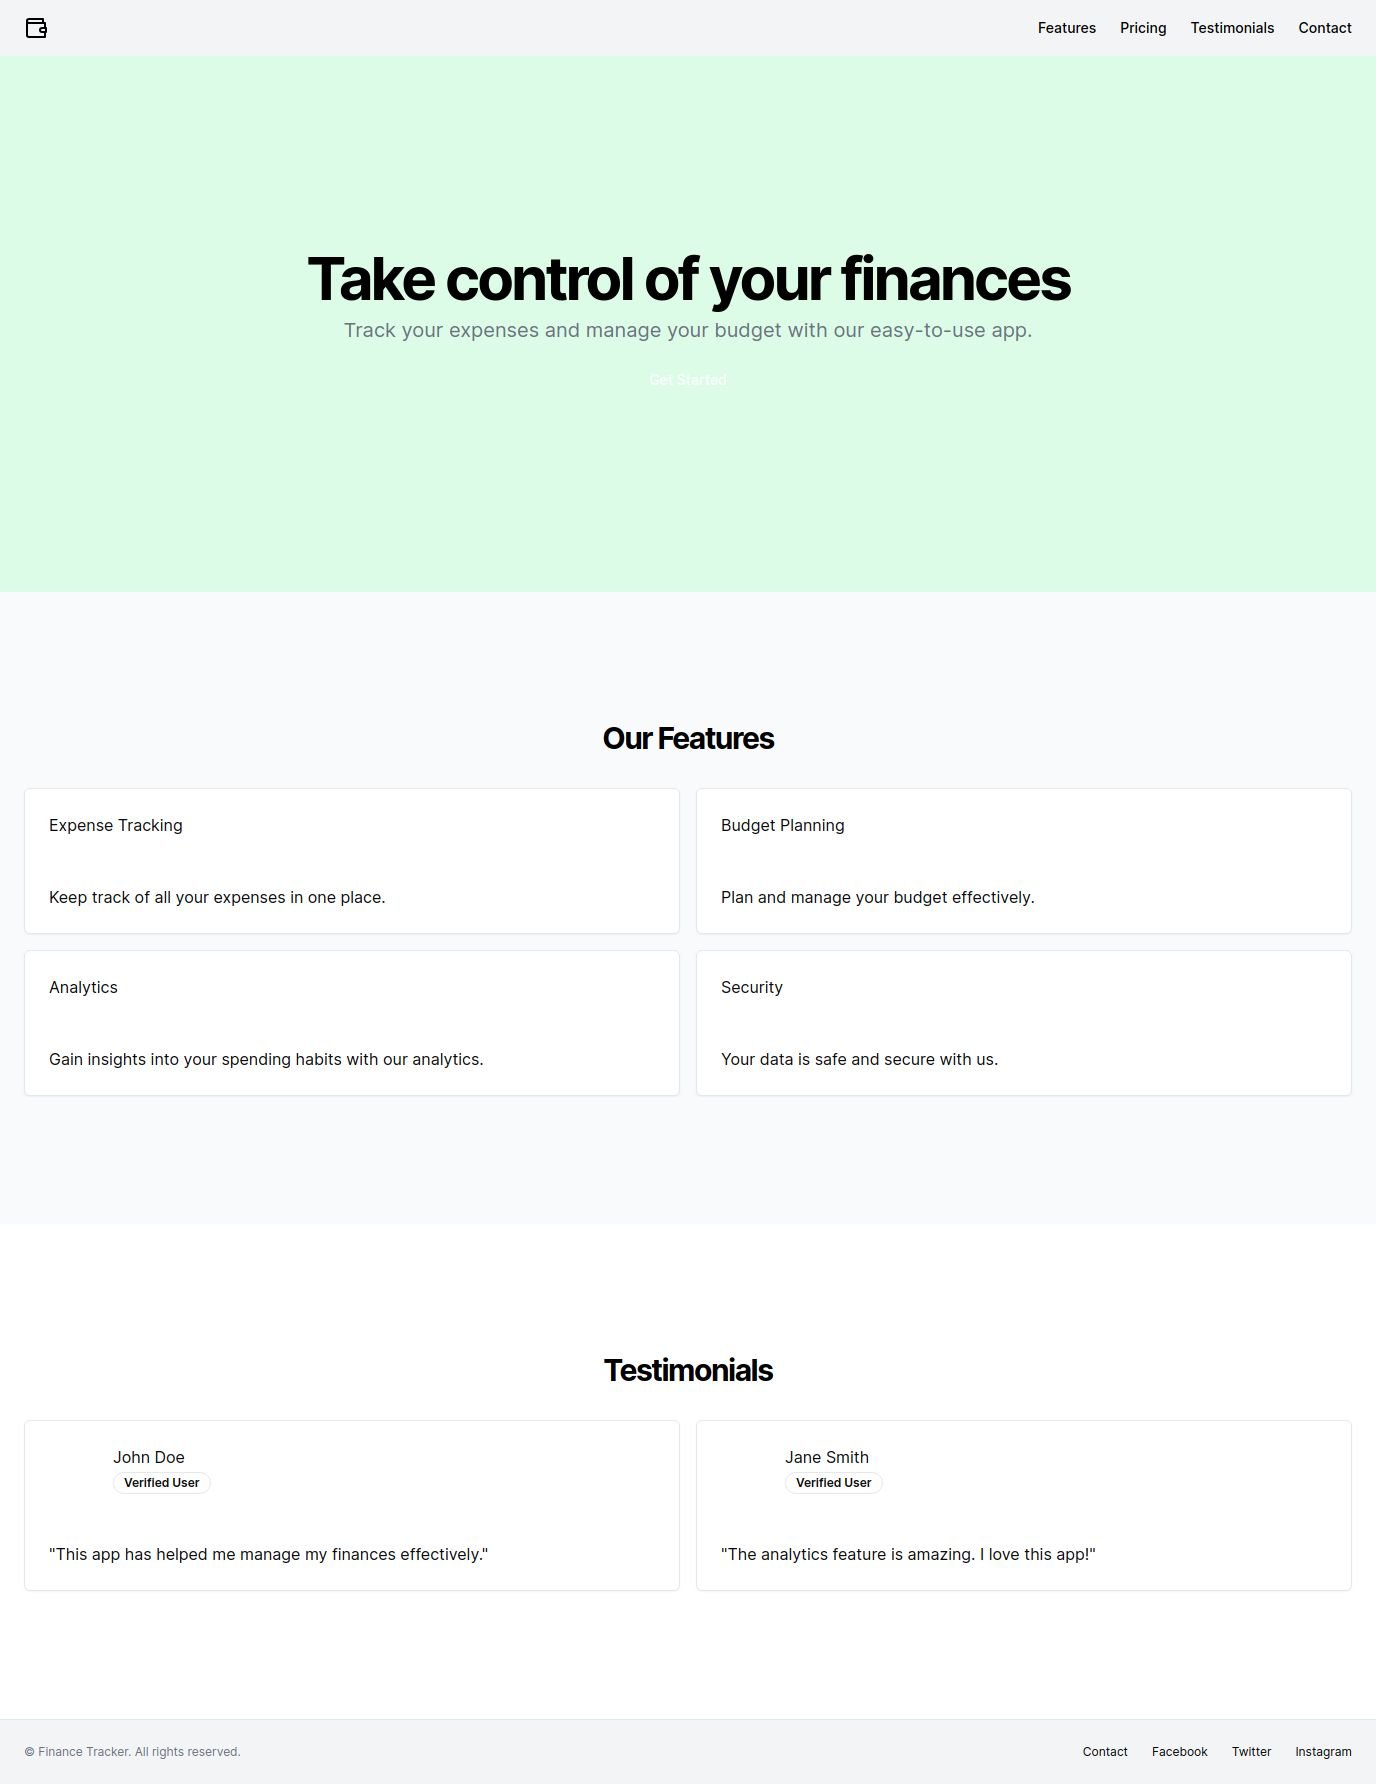 Features Pricing Testimonials Contact
Take control of your finances
Track your expenses and manage your budget with our easy-to-use app.
Get Started
Our Features
Expense Tracking
Keep track of all your expenses in one place.
Budget Planning
Plan and manage your budget effectively.
Analytics
Gain insights into your spending habits with our analytics.
Security
Your data is safe and secure with us.
Testimonials
John Doe
Verified User
"This app has helped me manage my finances effectively."
Jane Smith
Verified User
"The analytics feature is amazing. I love this app!"
© Finance Tracker. All rights reserved.
Contact Facebook Twitter Instagram